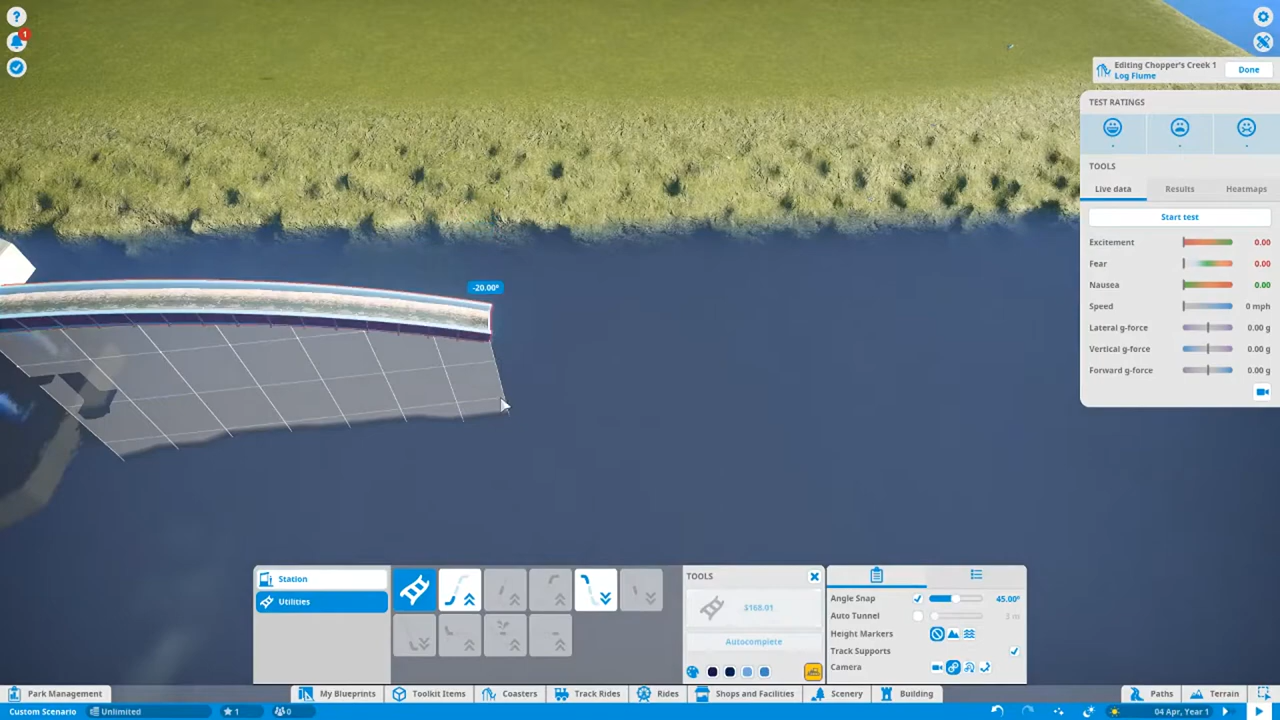 ?
1
Editing Chopper's Creek 1
Log Flume
Done
TEST RATINGS
- - -
TOOLS
Live data Results Heatmaps
Start test
Excitement 0.00
Fear 0.00
Nausea 0.00
Speed 0 mph
Lateral g-force 0.00 g
Vertical g-force 0.00 g
Forward g-force 0.00 g
-20.00°
Station
Utilities
TOOLS
$168.01
Autocomplete
Angle Snap 45.00°
Auto Tunnel 3 m
Height Markers
Track Supports
Camera
Park Management My Blueprints Toolkit Items Coasters Track Rides Rides Shops and Facilities Scenery Building Paths Terrain
Custom Scenario Unlimited 1 0 04 Apr, Year 1